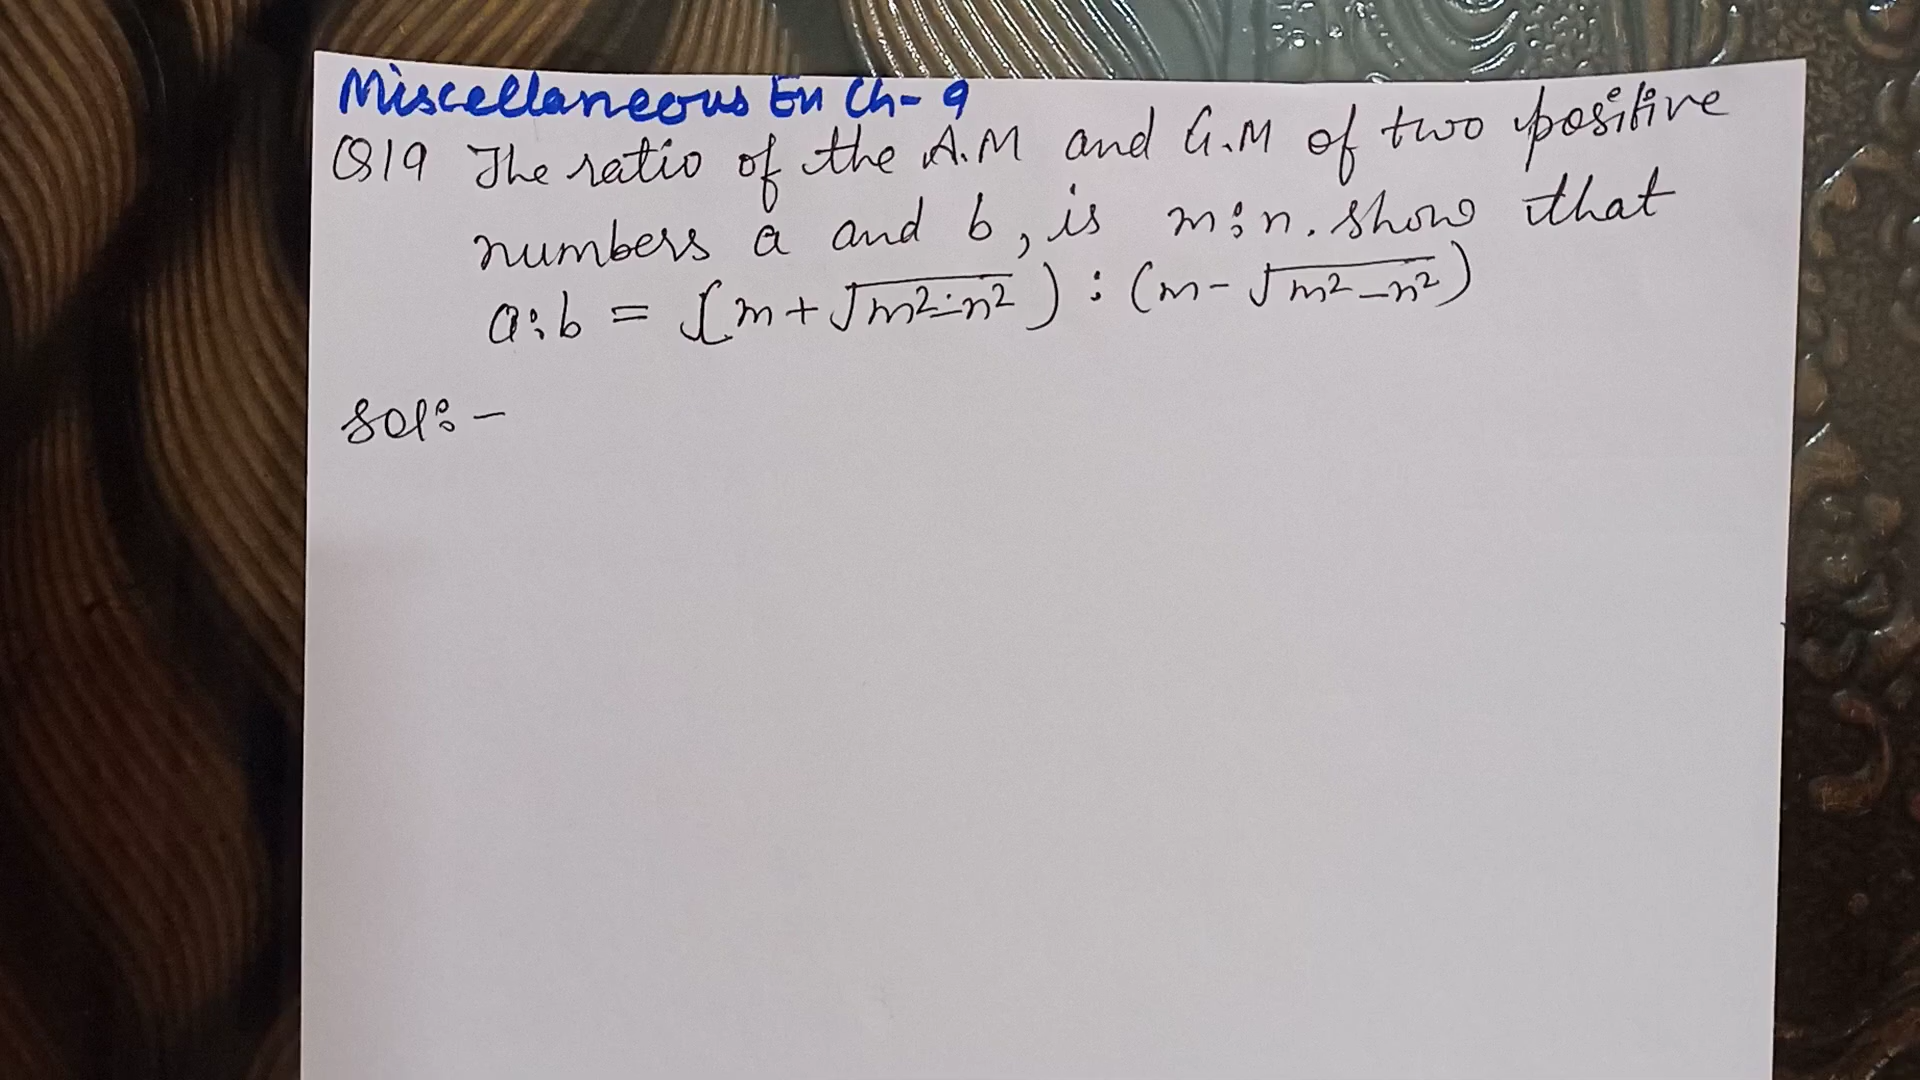 Miscellaneous Ex Ch-9
Q19 The ratio of the A.M and G.M of two positive
numbers a and b, is m:n. show that
a:b = (m+√m²-n²) : (m-√m²-n²)
Sol:-